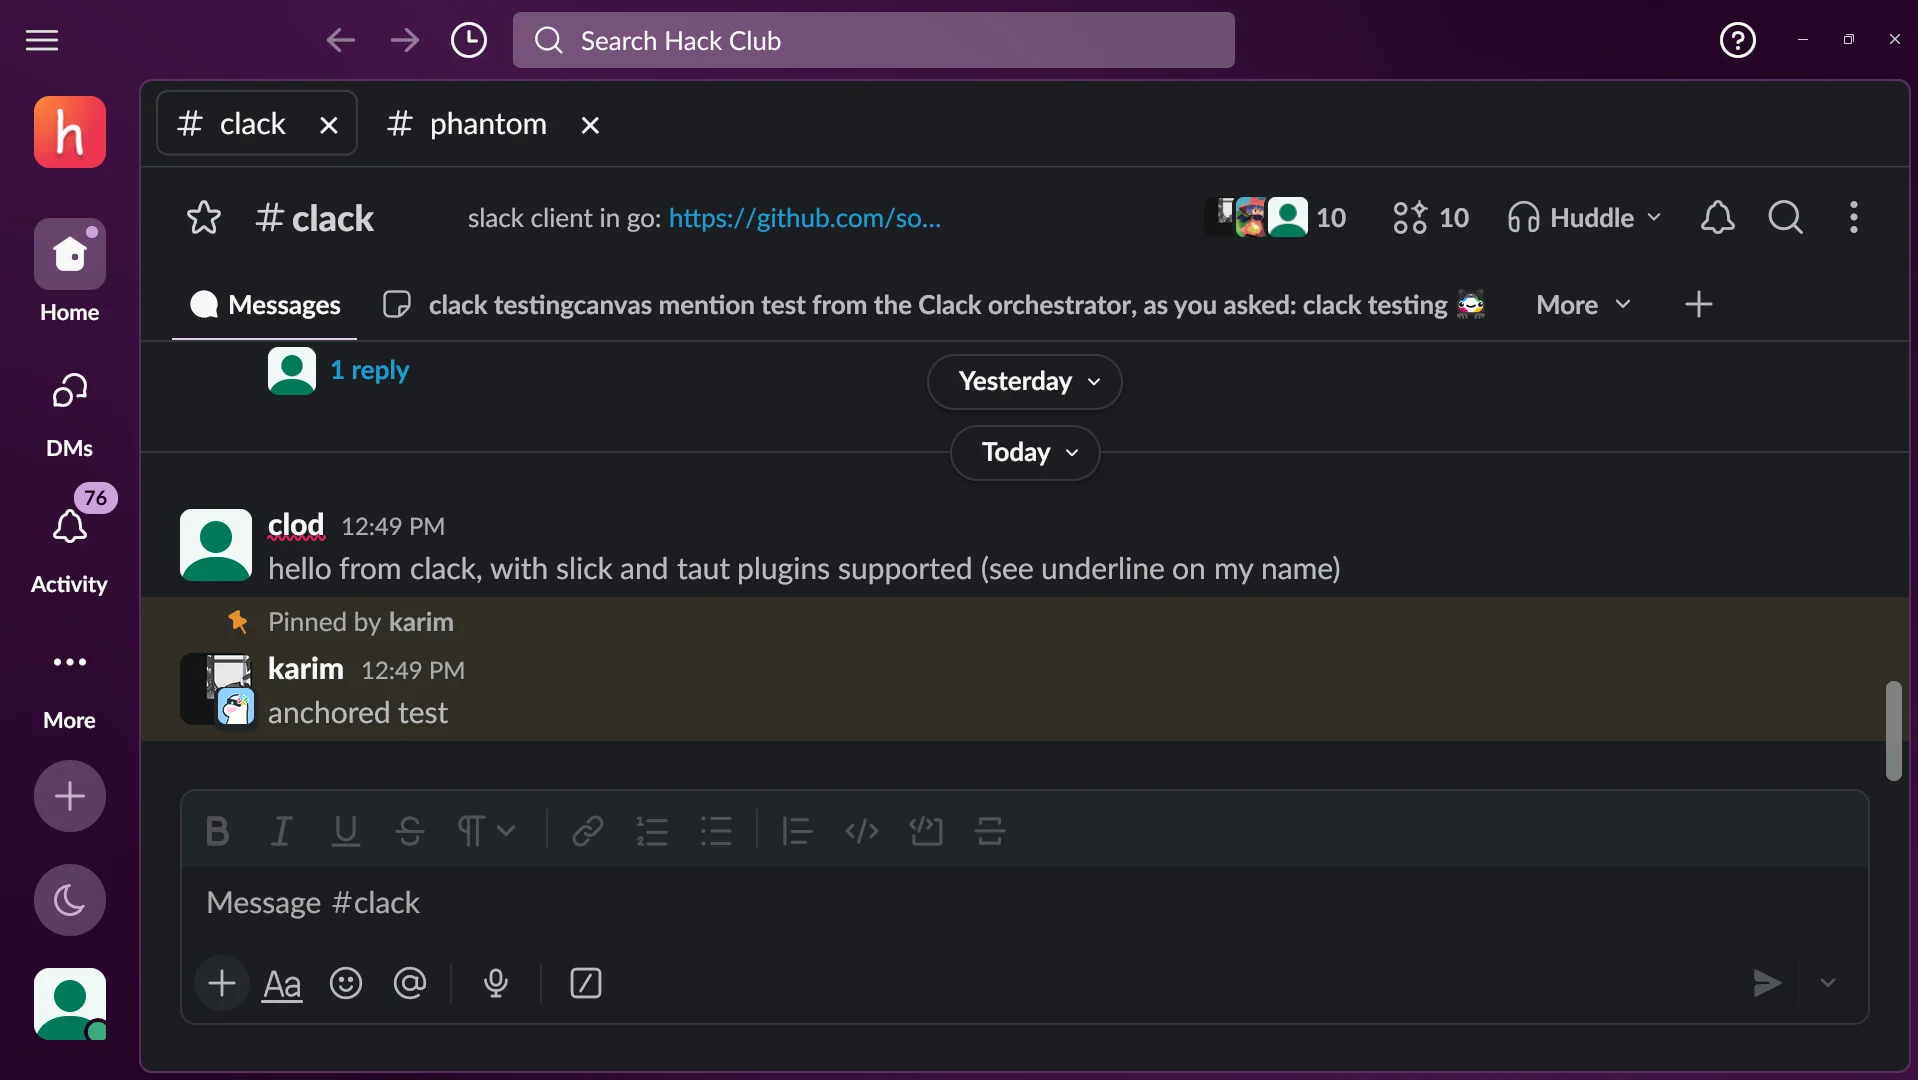 Search Hack Club
h
# clack
# phantom
# clack
slack client in go: https://github.com/so...
10
10
Huddle
Home
Messages
clack testingcanvas mention test from the Clack orchestrator, as you asked: clack testing
More
1 reply
Yesterday
DMs
Today
76
clod 12:49 PM
Activity
hello from clack, with slick and taut plugins supported (see underline on my name)
Pinned by karim
karim 12:49 PM
More
anchored test
B I U S
Message #clack
Aa